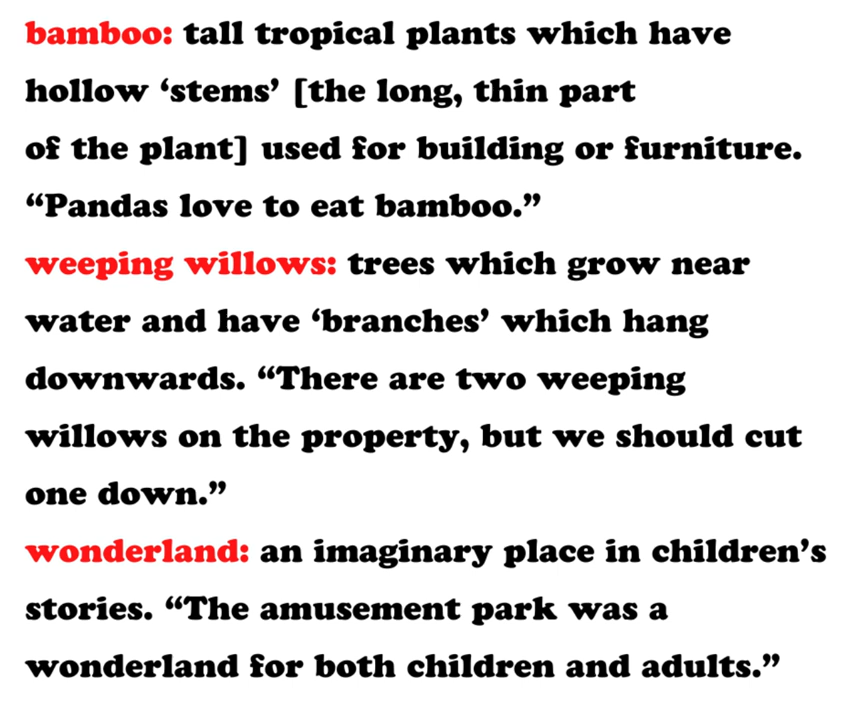 bamboo: tall tropical plants which have
hollow ‘stems’ [the long, thin part
of the plant] used for building or furniture.
“Pandas love to eat bamboo.”
weeping willows: trees which grow near
water and have ‘branches’ which hang
downwards. “There are two weeping
willows on the property, but we should cut
one down.”
wonderland: an imaginary place in children’s
stories. “The amusement park was a
wonderland for both children and adults.”